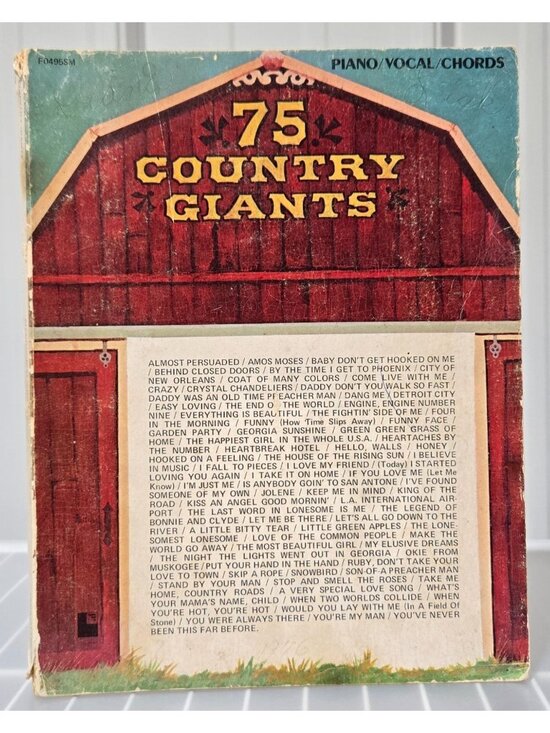 F0495SM
PIANO/VOCAL/CHORDS
75
COUNTRY
GIANTS
ALMOST PERSUADED / AMOS MOSES / BABY DON'T GET HOOKED ON ME
/ BEHIND CLOSED DOORS / BY THE TIME I GET TO PHOENIX / CITY OF
NEW ORLEANS / COAT OF MANY COLORS / COME LIVE WITH ME /
CRAZY / CRYSTAL CHANDELIERS / DADDY DON'T YOU WALK SO FAST /
DADDY WAS AN OLD TIME PREACHER MAN / DANG ME / DETROIT CITY
/ EASY LOVING / THE END OF THE WORLD / ENGINE, ENGINE NUMBER
NINE / EVERYTHING IS BEAUTIFUL / THE FIGHTIN' SIDE OF ME / FOUR
IN THE MORNING / FUNNY (How Time Slips Away) / FUNNY FACE /
GARDEN PARTY / GEORGIA SUNSHINE / GREEN GREEN GRASS OF
HOME / THE HAPPIEST GIRL IN THE WHOLE U.S.A. / HEARTACHES BY
THE NUMBER / HEARTBREAK HOTEL / HELLO, WALLS / HONEY /
HOOKED ON A FEELING / THE HOUSE OF THE RISING SUN / I BELIEVE
IN MUSIC / I FALL TO PIECES / I LOVE MY FRIEND / (Today) I STARTED
LOVING YOU AGAIN / I TAKE IT ON HOME / IF YOU LOVE ME (Let Me
Know) / I'M JUST ME / IS ANYBODY GOIN' TO SAN ANTONE / I'VE FOUND
SOMEONE OF MY OWN / JOLENE / KEEP ME IN MIND / KING OF THE
ROAD / KISS AN ANGEL GOOD MORNIN' / L.A. INTERNATIONAL AIR-
PORT / THE LAST WORD IN LONESOME IS ME / THE LEGEND OF
BONNIE AND CLYDE / LET ME BE THERE / LET'S ALL GO DOWN TO THE
RIVER / A LITTLE BITTY TEAR / LITTLE GREEN APPLES / THE LONE-
SOMEST LONESOME / LOVE OF THE COMMON PEOPLE / MAKE THE
WORLD GO AWAY / THE MOST BEAUTIFUL GIRL / MY ELUSIVE DREAMS
/ THE NIGHT THE LIGHTS WENT OUT IN GEORGIA / OKIE FROM
MUSKOGEE / PUT YOUR HAND IN THE HAND / RUBY, DON'T TAKE YOUR
LOVE TO TOWN / SKIP A ROPE / SNOWBIRD / SON-OF-A PREACHER MAN
/ STAND BY YOUR MAN / STOP AND SMELL THE ROSES / TAKE ME
HOME, COUNTRY ROADS / A VERY SPECIAL LOVE SONG / WHAT'S
YOUR MAMA'S NAME, CHILD / WHEN TWO WORLDS COLLIDE / WHEN
YOU'RE HOT, YOU'RE HOT / WOULD YOU LAY WITH ME (In A Field Of
Stone) / YOU WERE ALWAYS THERE / YOU'RE MY MAN / YOU'VE NEVER
BEEN THIS FAR BEFORE.